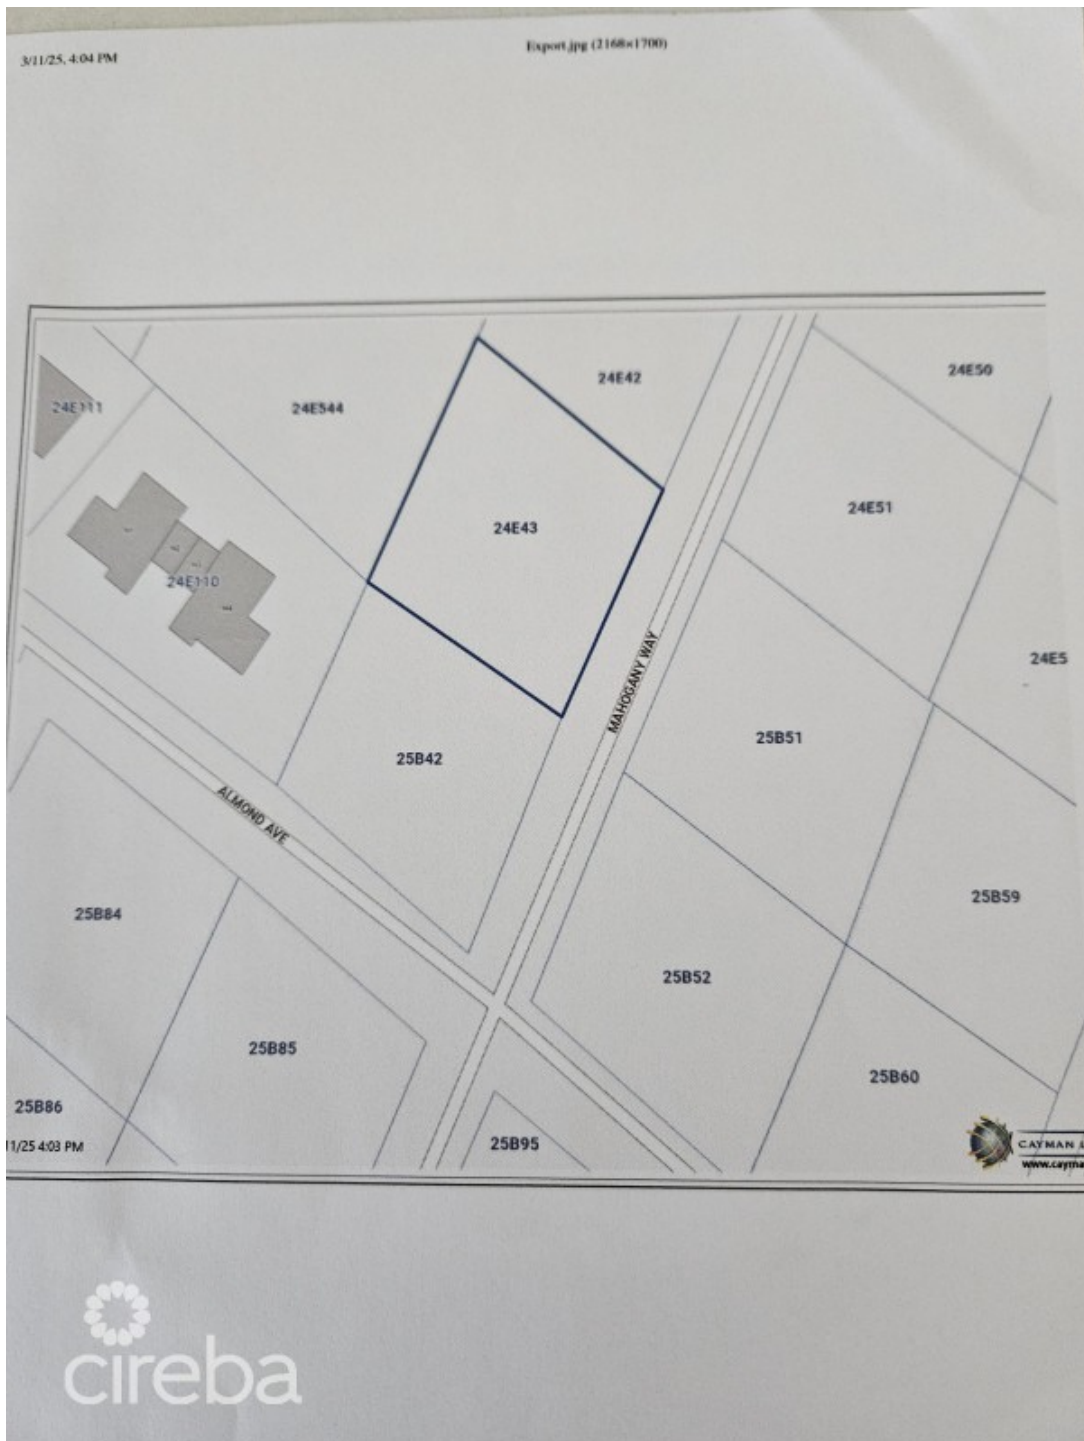 3/11/25, 4:04 PM
Export.jpg (2168×1700)
24E42
24E50
24E111
24E544
24E51
24E43
24E110
24E5
MAHOGANY WAY
25B51
25B42
ALMOND AVE
25B59
25B84
25B52
25B85
25B60
25B86
11/25 4:03 PM
25B95
CAYMAN
www.cayma
cireba